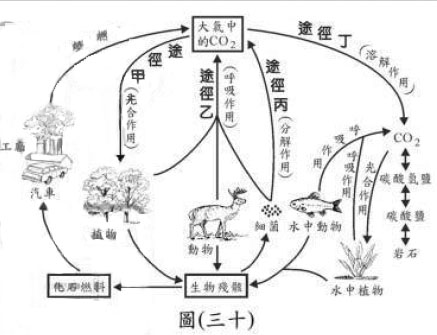 大氣中
的CO2
燃燒
途徑甲
(光合作用)
途徑乙
(呼吸作用)
途徑丙
(分解作用)
途徑丁
(溶解作用)
工廠
汽車
植物
動物
細菌
水中動物
呼吸作用
呼吸作用
光合作用
CO2
碳酸氫鹽
碳酸鹽
岩石
水中植物
化石燃料
生物殘骸
圖(三十)